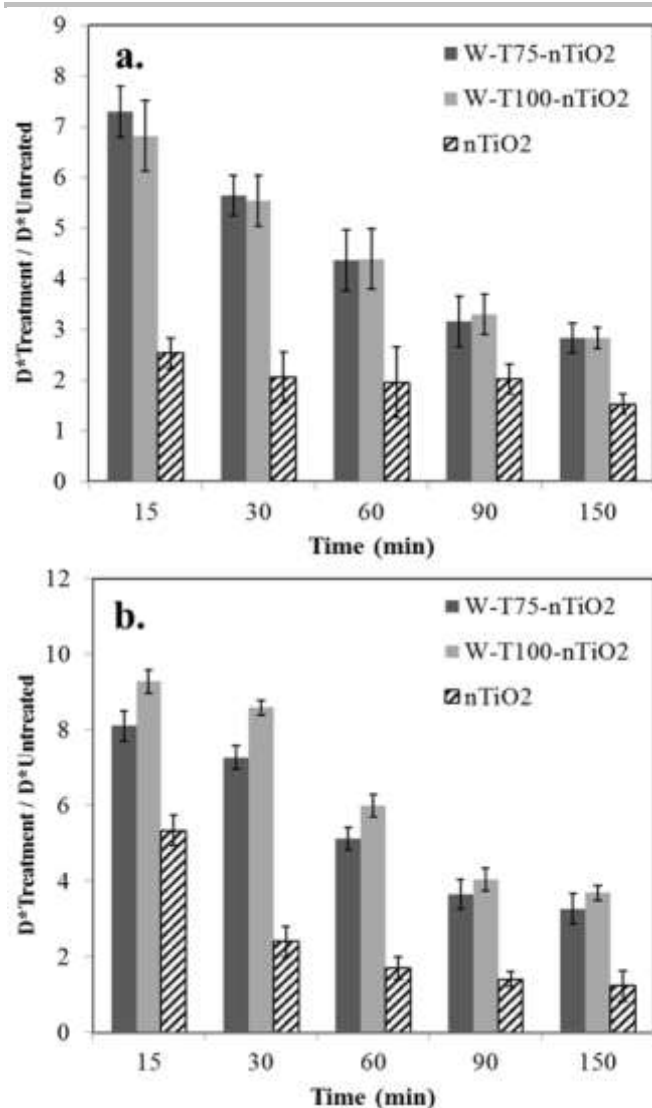 a.
W-T75-nTiO2
W-T100-nTiO2
nTiO2
D*Treatment / D*Untreated
9
8
7
6
5
4
3
2
1
0
15 30 60 90 150
Time (min)
b.
W-T75-nTiO2
W-T100-nTiO2
nTiO2
D*Treatment / D*Untreated
12
10
8
6
4
2
0
15 30 60 90 150
Time (min)